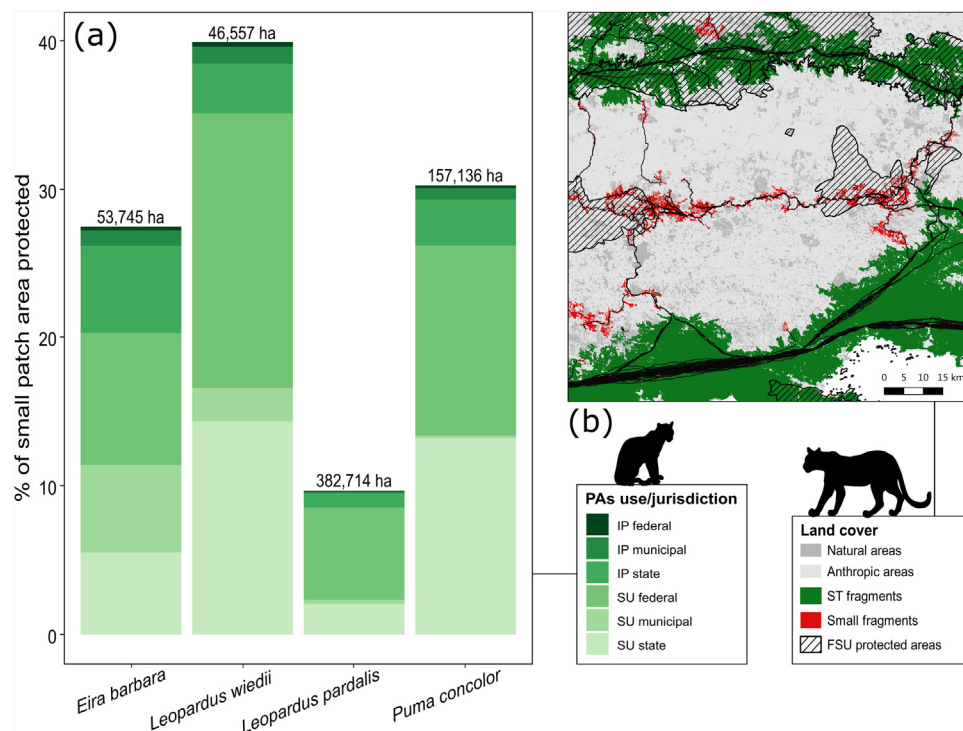 (a)
% of small patch area protected
40
30
20
10
0
53,745 ha
46,557 ha
382,714 ha
157,136 ha
Eira barbara
Leopardus wiedii
Leopardus pardalis
Puma concolor
0 5 10 15 km
(b)
PAs use/jurisdiction
IP federal
IP municipal
IP state
SU federal
SU municipal
SU state
Land cover
Natural areas
Anthropic areas
ST fragments
Small fragments
FSU protected areas